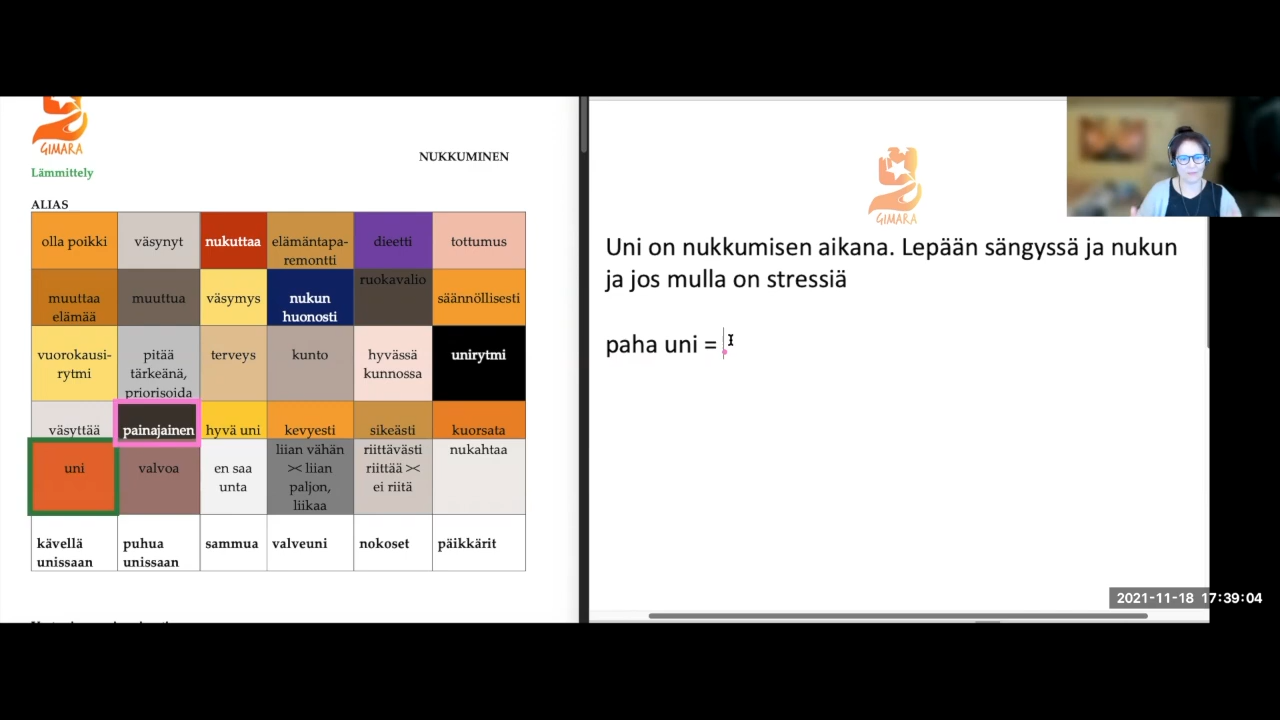 GIMARA
NUKKUMINEN
Lämmittely
ALIAS
olla poikki
väsynyt
nukuttaa
elämäntapa-
remontti
dieetti
tottumus
muuttaa
elämää
muuttua
väsymys
nukun
huonosti
ruokavalio
säännöllisesti
vuorokausi-
rytmi
pitää
tärkeänä,
priorisoida
terveys
kunto
hyvässä
kunnossa
unirytmi
väsyttää
painajainen
hyvä uni
kevyesti
sikeästi
kuorsata
uni
valvoa
en saa
unta
liian vähän
>< liian
paljon,
liikaa
riittävästi
riittää ><
ei riitä
nukahtaa
kävellä
unissaan
puhua
unissaan
sammua
valveuni
nokoset
päikkärit
GIMARA
Uni on nukkumisen aikana. Lepään sängyssä ja nukun
ja jos mulla on stressiä
paha uni =
2021-11-18 17:39:04